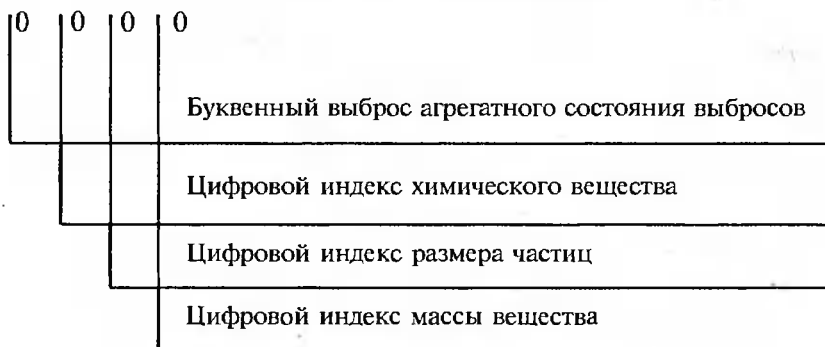 0 0 0 0
Буквенный выброс агрегатного состояния выбросов
Цифровой индекс химического вещества
Цифровой индекс размера частиц
Цифровой индекс массы вещества